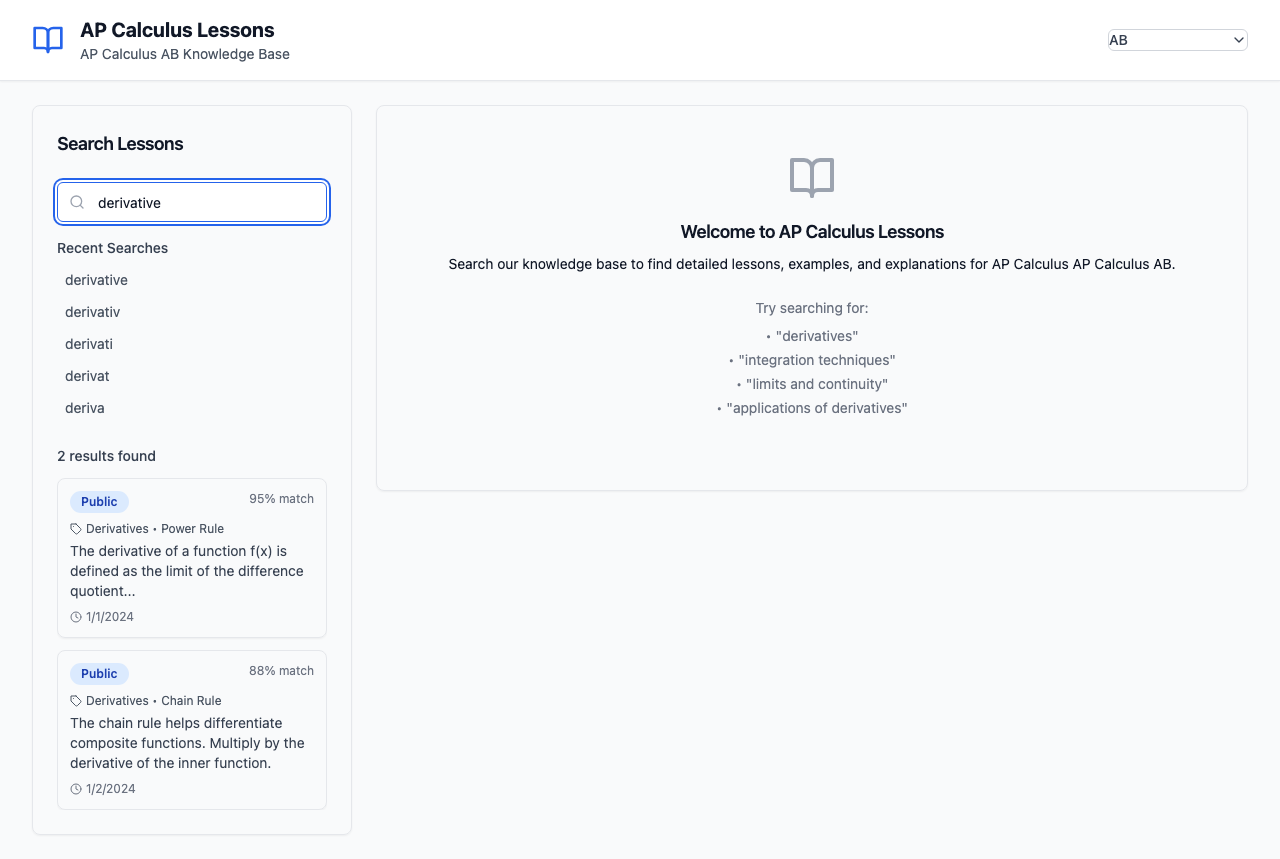 AP Calculus Lessons
AP Calculus AB Knowledge Base
AB
Search Lessons
derivative
Recent Searches
derivative
derivativ
derivati
derivat
deriva
2 results found
Public
95% match
Derivatives • Power Rule
The derivative of a function f(x) is
defined as the limit of the difference
quotient...
1/1/2024
Public
88% match
Derivatives • Chain Rule
The chain rule helps differentiate
composite functions. Multiply by the
derivative of the inner function.
1/2/2024
Welcome to AP Calculus Lessons
Search our knowledge base to find detailed lessons, examples, and explanations for AP Calculus AP Calculus AB.
Try searching for:
• "derivatives"
• "integration techniques"
• "limits and continuity"
• "applications of derivatives"